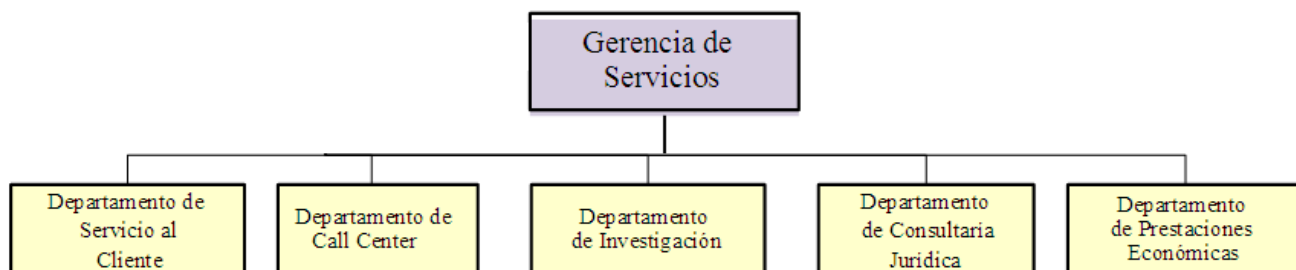 Gerencia de
Servicios
Departamento de
Servicio al
Cliente
Departamento de
Call Center
Departamento
de Investigación
Departamento
de Consultaria
Juridica
Departamento
de Prestaciones
Económicas